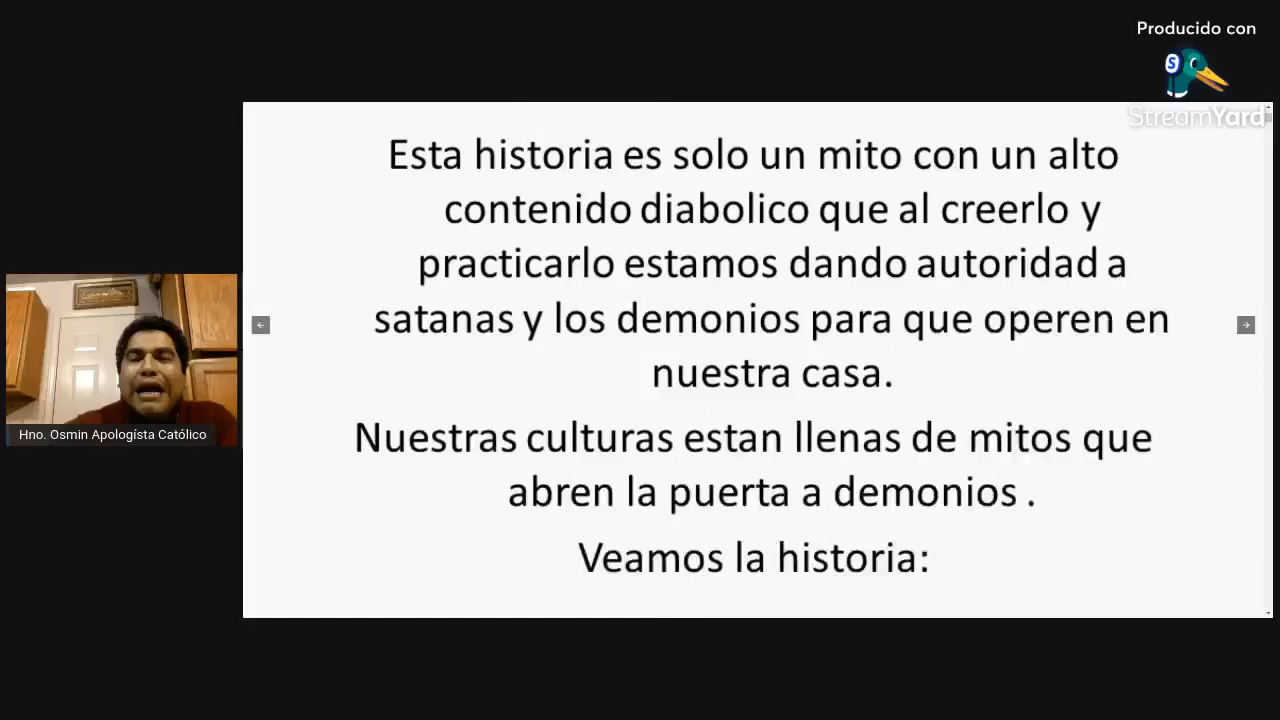 Producido con
S
StreamYard
Esta historia es solo un mito con un alto
contenido diabolico que al creerlo y
practicarlo estamos dando autoridad a
satanas y los demonios para que operen en
nuestra casa.
Nuestras culturas estan llenas de mitos que
abren la puerta a demonios .
Veamos la historia:
Hno. Osmin Apologísta Católico